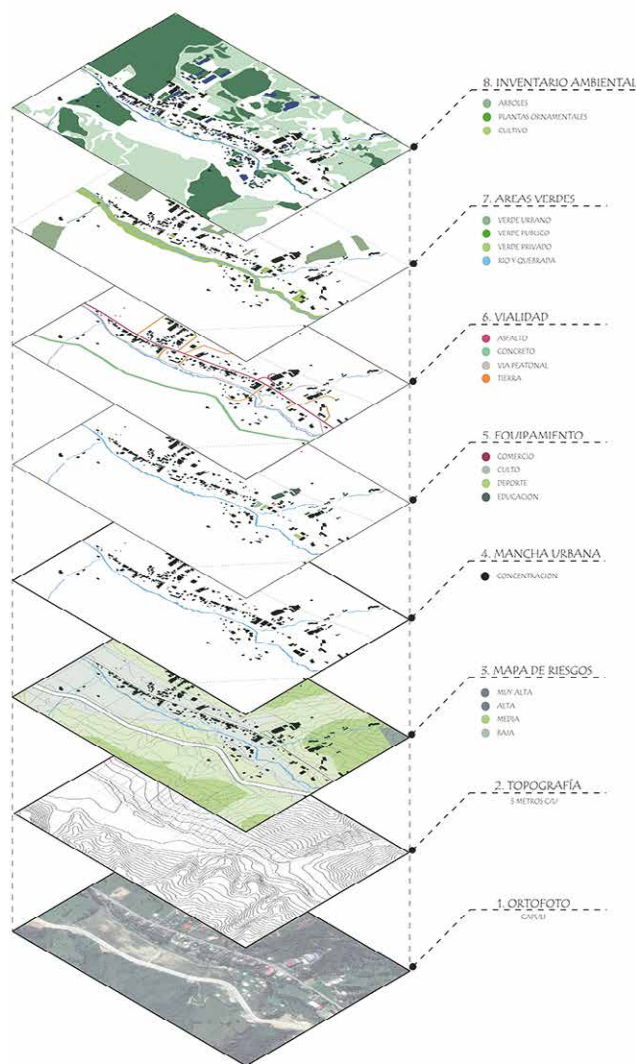 8. INVENTARIO AMBIENTAL
ARBOLES
PLANTAS ORNAMENTALES
CULTIVO
7. AREAS VERDES
VERDE URBANO
VERDE PUBLICO
VERDE PRIVADO
RIO Y QUEBRADA
6. VIALIDAD
ASFALTO
CONCRETO
VIA PEATONAL
TIERRA
5. EQUIPAMIENTO
COMERCIO
CULTO
DEPORTE
EDUCACION
4. MANCHA URBANA
CONCENTRACION
3. MAPA DE RIESGOS
MUY ALTA
ALTA
MEDIA
BAJA
2. TOPOGRAFÍA
5 METROS C/U
1. ORTOFOTO
CAPULI